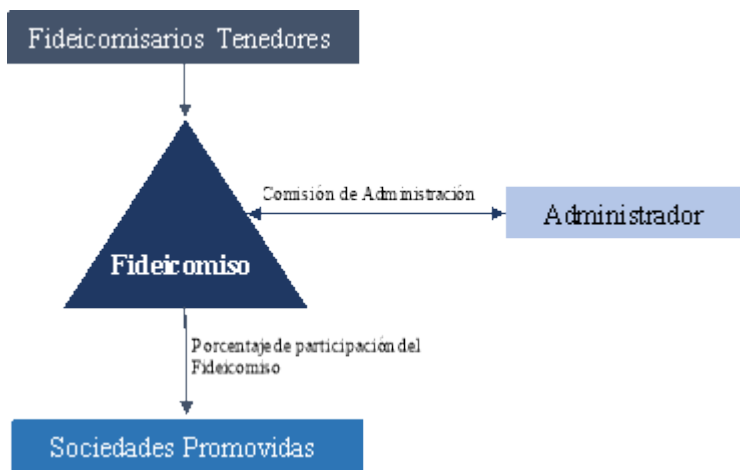 Fideicomisarios Tenedores
Comisión de Administración
Administrador
Fideicomiso
Porcentaje de participación del
Fideicomiso
Sociedades Promovidas